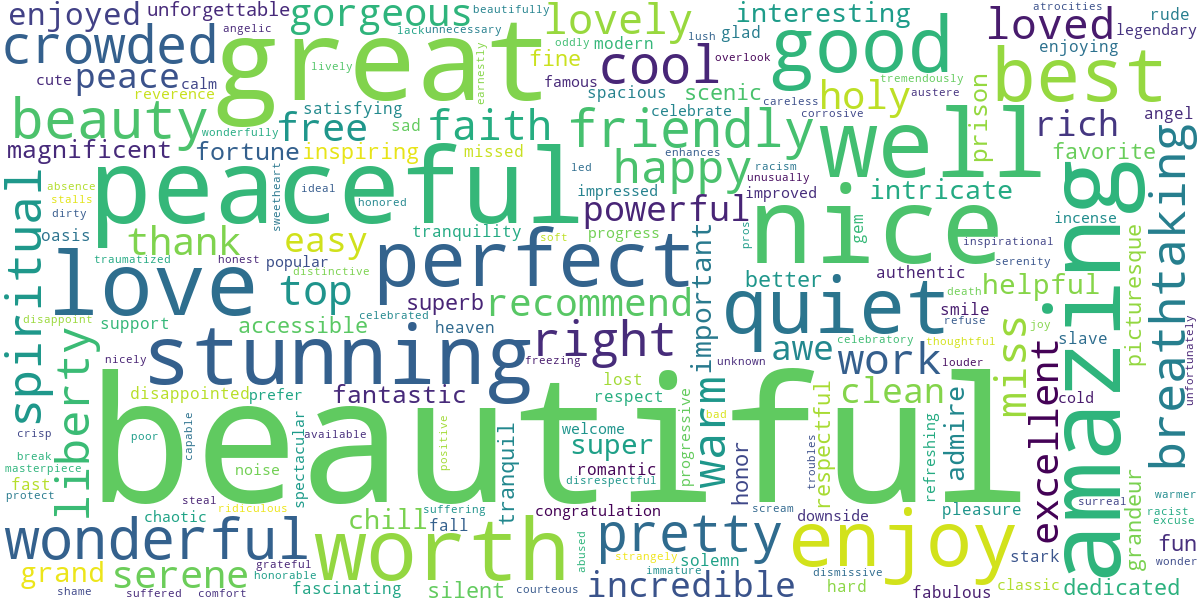 enjoyed
unforgettable
gorgeous
beautifully
lovely
interesting
good
loved
atrocities
rude
legendary
crowded
angelic
great
lack
unnecessary
oddly
modern
lush
glad
enjoying
cute
peace
calm
lively
earnestly
fine
famous
cool
overlook
tremendously
best
reverence
spacious
scenic
careless
holy
austere
prison
beauty
satisfying
wonderfully
free
sad
faith
friendly
celebrate
corrosive
well
rich
angel
magnificent
fortune
inspiring
missed
happy
enhances
racism
unusually
favorite
breathtaking
spiritual
absence
stalls
dirty
oasis
peaceful
sweetheart
ideal
honored
led
impressed
powerful
improved
intricate
nice
gem
pros
amazing
incense
thank
easy
tranquility
soft
progress
important
inspirational
serenity
picturesque
traumatized
honest
popular
distinctive
perfect
better
authentic
helpful
love
top
superb
recommend
quiet
death
smile
refuse
joy
disappoint
support
accessible
celebrated
heaven
right
awe
celebratory
thoughtful
miss
slave
unfortunately
nicely
stunning
freezing
unknown
work
louder
excellent
liberty
disappointed
prefer
fantastic
lost
respect
warm
clean
cold
crisp
break
masterpiece
fast
protect
poor
capable
noise
spectacular
available
beautiful
positive
tranquil
welcome
super
romantic
disrespectful
progressive
bad
honor
troubles
respectful
refreshing
admire
grandeur
surreal
warmer
racist
excuse
wonder
chaotic
steal
ridiculous
chill
suffering
fall
congratulation
scream
downside
pleasure
wonderful
worth
pretty
enjoy
fun
grand
shame
serene
suffered
grateful
honorable
comfort
fascinating
silent
courteous
abused
strangely
immature
incredible
solemn
dismissive
hard
fabulous
stark
classic
dedicated